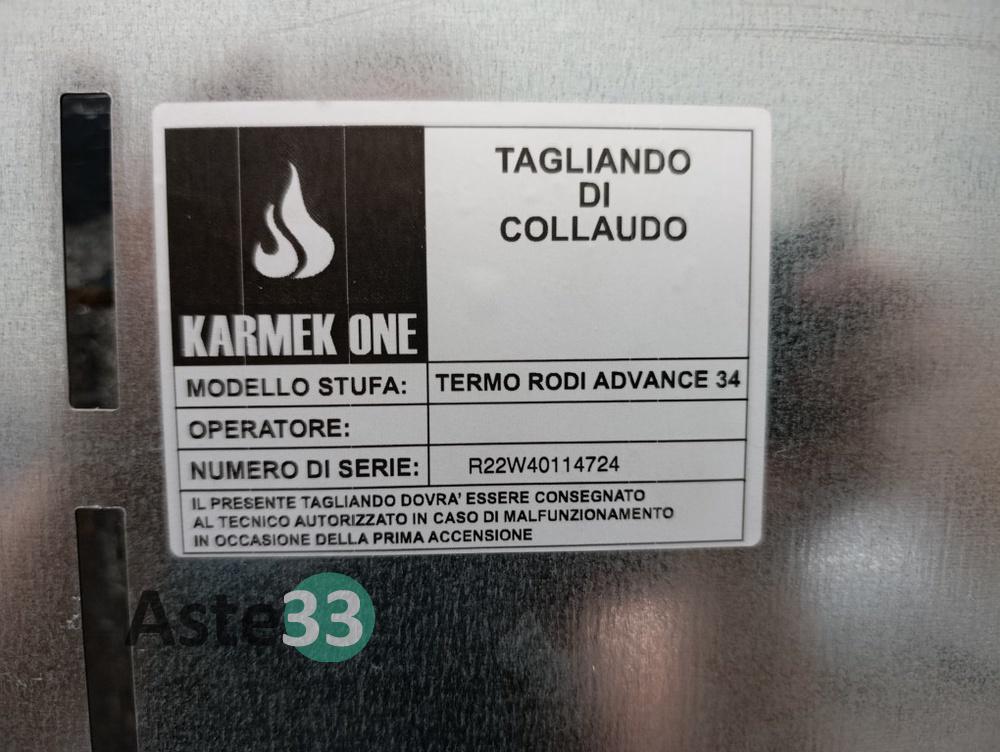 KARMEK ONE
TAGLIANDO
DI
COLLAUDO
MODELLO STUFA: TERMO RODI ADVANCE 34
OPERATORE:
NUMERO DI SERIE: R22W40114724
IL PRESENTE TAGLIANDO DOVRA' ESSERE CONSEGNATO
AL TECNICO AUTORIZZATO IN CASO DI MALFUNZIONAMENTO
IN OCCASIONE DELLA PRIMA ACCENSIONE
Aste33